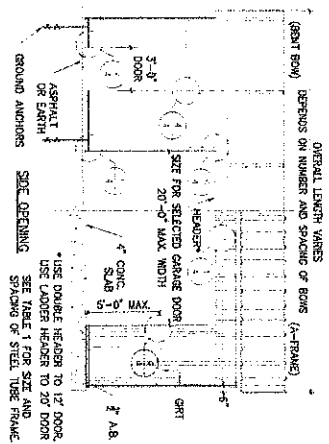 OVERALL LENGTH VARIES
DEPENDS ON NUMBER AND SPACING OF BOWS
(BENT BOW)
(A-FRAME)
HEADER*
SIZE FOR SELECTED GARAGE DOOR
20'-0" MAX. WIDTH
3'-0"
DOOR
6"
GIRT
5'-0" MAX.
4" CONC.
SLAB
A.B.
ASPHALT
OR EARTH
GROUND ANCHORS
SIDE OPENING
*USE DOUBLE HEADER TO 12' DOOR.
USE LADDER HEADER TO 20' DOOR
SEE TABLE 1 FOR SIZE AND
SPACING OF STEEL TUBE FRAME.